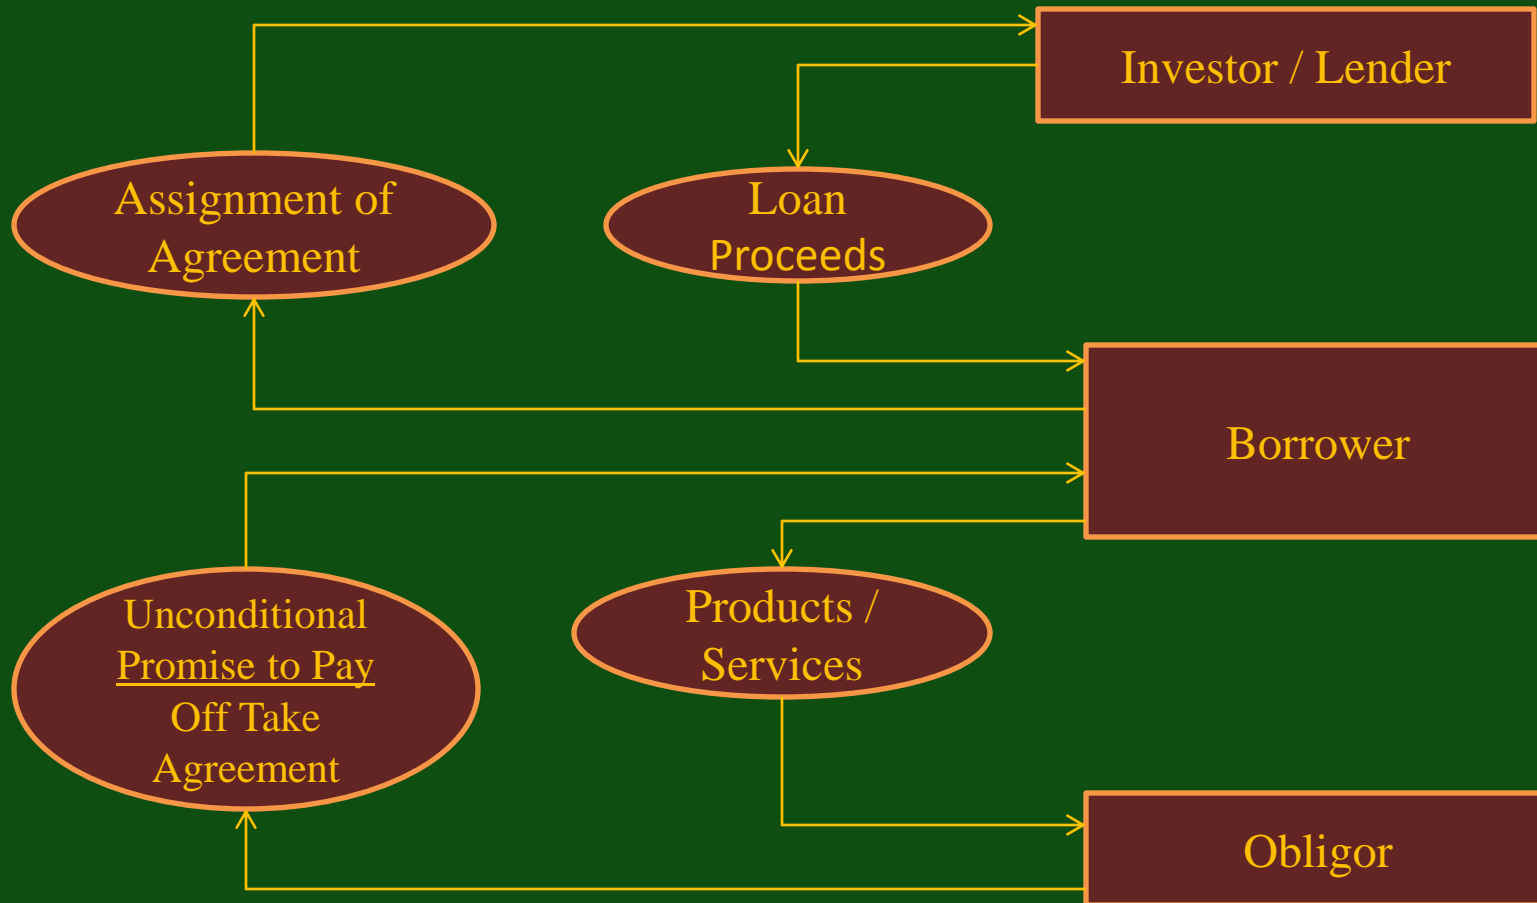 Investor / Lender
Assignment of
Agreement
Loan
Proceeds
Borrower
Unconditional
Promise to Pay
Off Take
Agreement
Products /
Services
Obligor